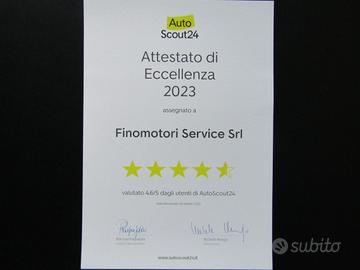 Auto
Scout24
Attestato di
Eccellenza
2023
assegnato a
Finomotori Service Srl
valutato 4.6/5 dagli utenti di AutoScout24
www.autoscout24.it
subito